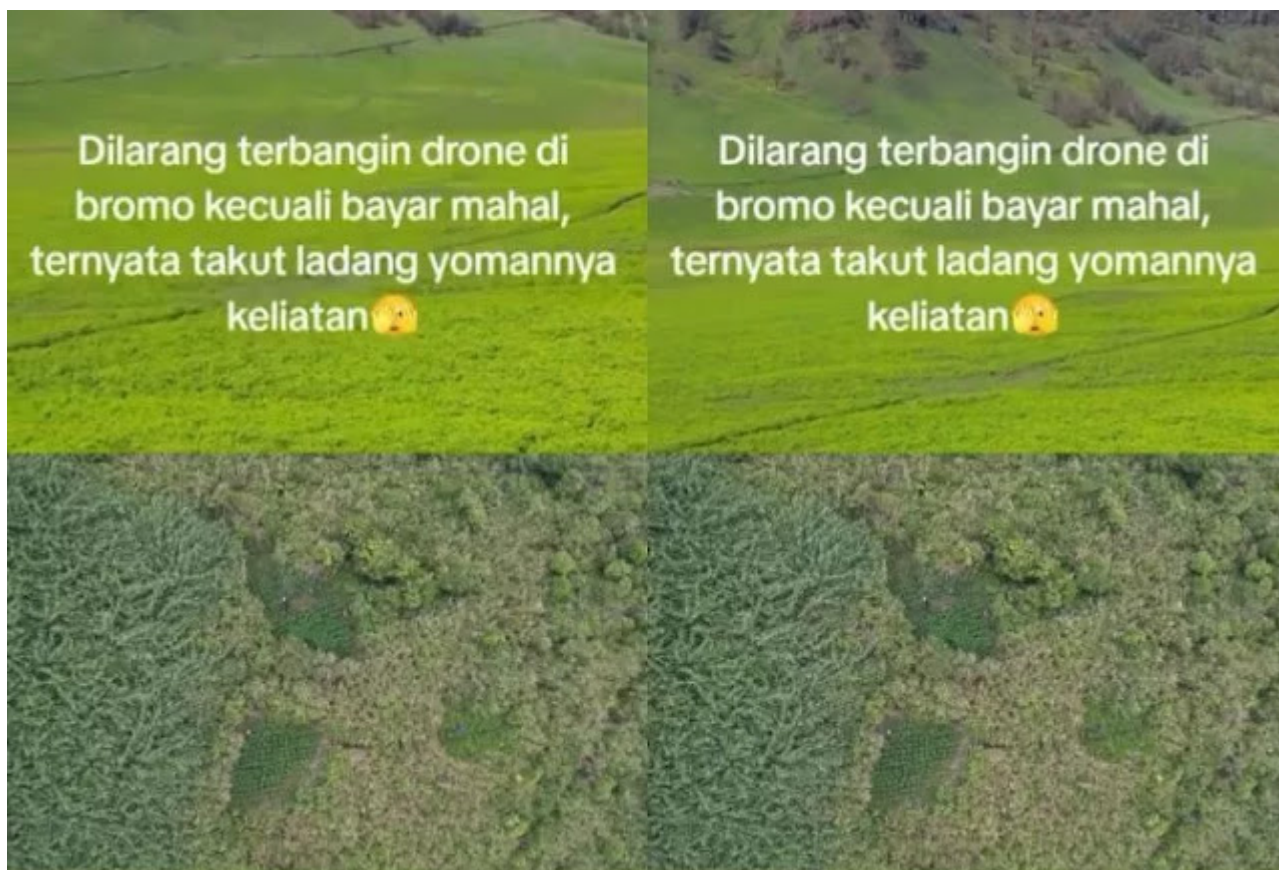 Dilarang terbangin drone di
bromo kecuali bayar mahal,
ternyata takut ladang yomannya
keliatan🫣
Dilarang terbangin drone di
bromo kecuali bayar mahal,
ternyata takut ladang yomannya
keliatan🫣